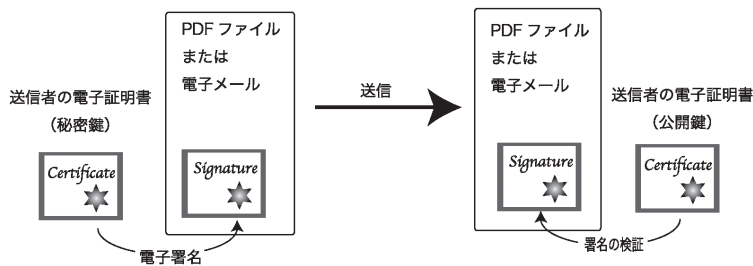 PDF ファイル
または
電子メール
送信者の電子証明書
（秘密鍵）
Certificate
Signature
電子署名
送信
PDF ファイル
または
電子メール
送信者の電子証明書
（公開鍵）
Signature
Certificate
署名の検証